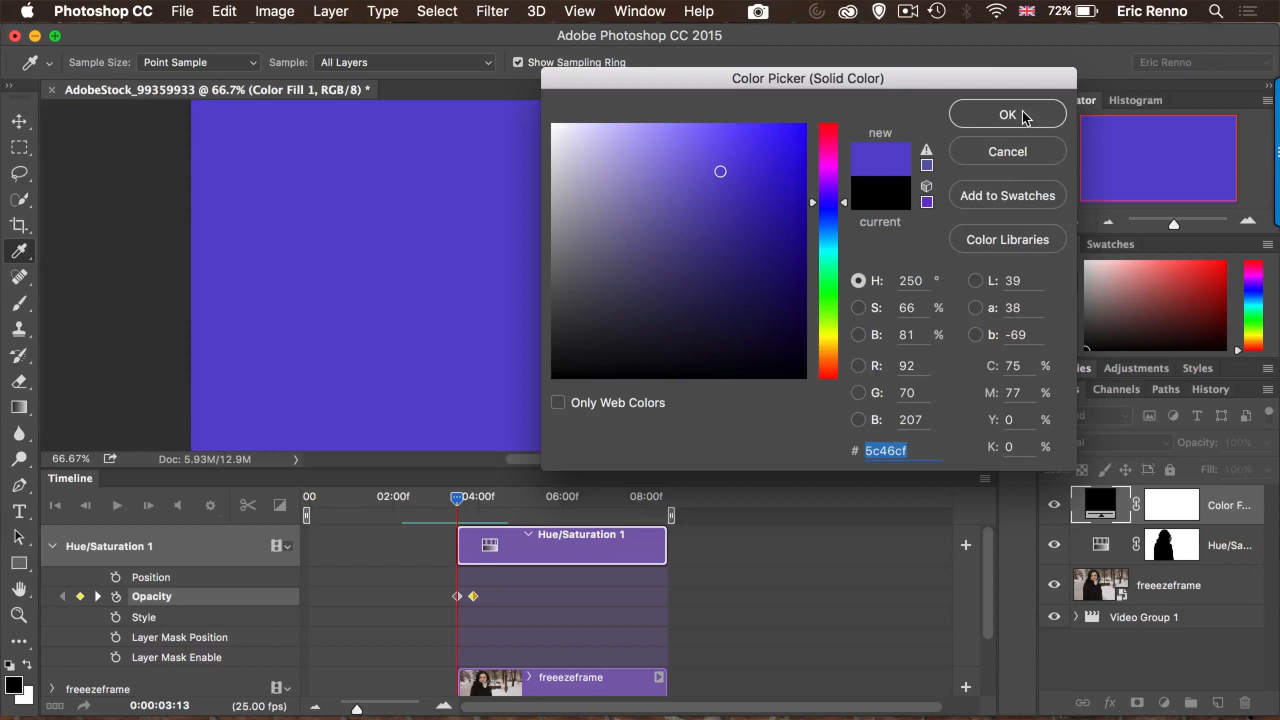 Photoshop CC File Edit Image Layer Type Select Filter 3D View Window Help 72% Eric Renno
Adobe Photoshop CC 2015
Sample Size: Point Sample Sample: All Layers Show Sampling Ring Eric Renno
AdobeStock_99359933 @ 66.7% (Color Fill 1, RGB/8) *
Color Picker (Solid Color)
new
current
OK
Cancel
Add to Swatches
Color Libraries
H: 250 °
S: 66 %
B: 81 %
R: 92
G: 70
B: 207
# 5c46cf
L: 39
a: 38
b: -69
C: 75 %
M: 77 %
Y: 0 %
K: 0 %
Only Web Colors
ator Histogram
Swatches
ies Adjustments Styles
Channels Paths History
Opacity: 100%
Fill: 100%
Color F...
Hue/Sa...
freeezeframe
Video Group 1
66.67% Doc: 5.93M/12.9M
Timeline
00 02:00f 04:00f 06:00f 08:00f
Hue/Saturation 1
Hue/Saturation 1
Position
Opacity
Style
Layer Mask Position
Layer Mask Enable
freeezeframe
freeezeframe
0:00:03:13 (25.00 fps)